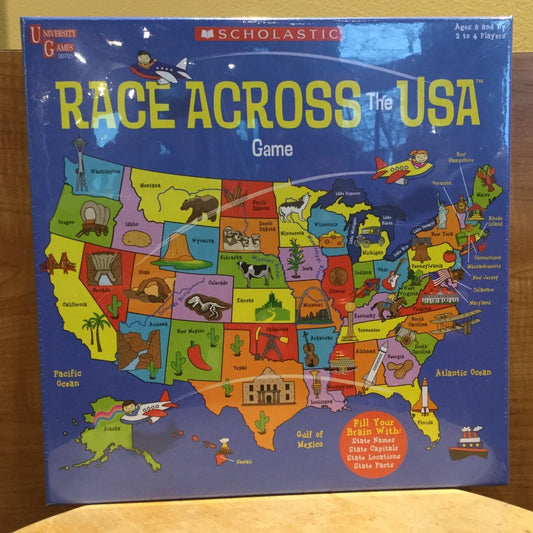 UNIVERSITY
GAMES
SCHOLASTIC
Ages 8 and Up
2 to 4 Players
RACE ACROSS The USA™
Game
Washington
Montana
North
Dakota
Minnesota
Lake Superior
New
Hampshire
Vermont
Maine
Oregon
Idaho
Wyoming
South
Dakota
Wisconsin
New York
Connecticut
Massachusetts
New Jersey
Delaware
Maryland
Nebraska
Iowa
Michigan
Pennsylvania
Nevada
Utah
Colorado
Kansas
Missouri
Illinois
Indiana
Ohio
West
Virginia
Kentucky
California
Arizona
New Mexico
Oklahoma
Arkansas
Tennessee
North
Carolina
South
Carolina
Texas
Louisiana
Mississippi
Alabama
Georgia
Florida
Pacific
Ocean
Atlantic Ocean
Gulf of
Mexico
Alaska
Hawaii
Fill Your
Brain With:
State Names
State Capitals
State Locations
State Facts